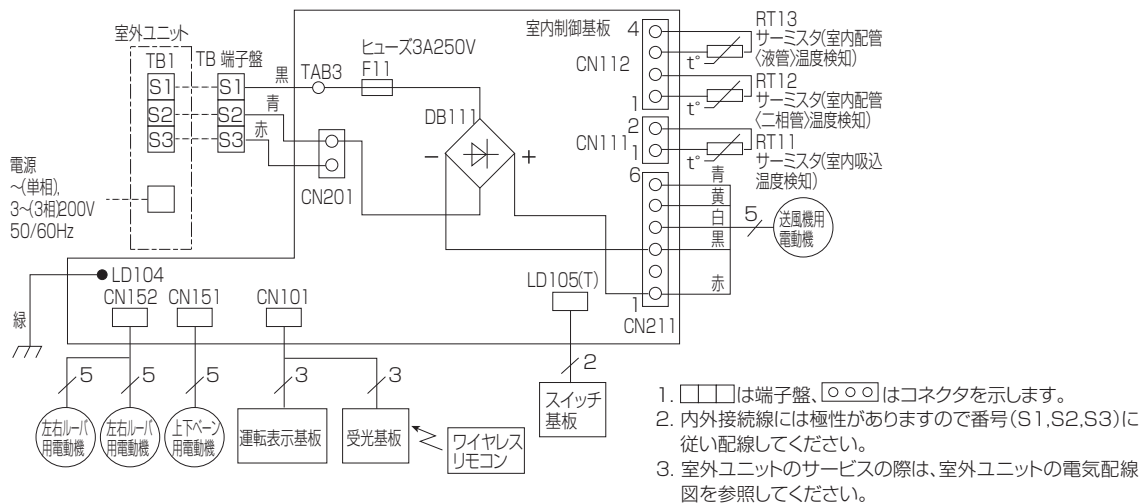 室外ユニット
TB1
TB 端子盤
S1
S1
S2
S2
S3
S3
黒
青
赤
TAB3
ヒューズ3A250V
F11
CN201
DB111
−
+
電源
～(単相),
3～(3相)200V
50/60Hz
室内制御基板
4
CN112
1
2
CN111
1
6
1
CN211
t°
RT13
サーミスタ(室内配管
〈液管〉温度検知)
t°
RT12
サーミスタ(室内配管
〈二相管〉温度検知)
t°
RT11
サーミスタ(室内吸込
温度検知)
青
黄
白
黒
赤
5
送風機用
電動機
LD104
緑
CN152
CN151
CN101
LD105(T)
5
5
5
3
3
2
左右ルーバ
用電動機
左右ルーバ
用電動機
上下ベーン
用電動機
運転表示基板
受光基板
ワイヤレス
リモコン
スイッチ
基板
1. は端子盤、はコネクタを示します。
2. 内外接続線には極性がありますので番号(S1,S2,S3)に
従い配線してください。
3. 室外ユニットのサービスの際は、室外ユニットの電気配線
図を参照してください。